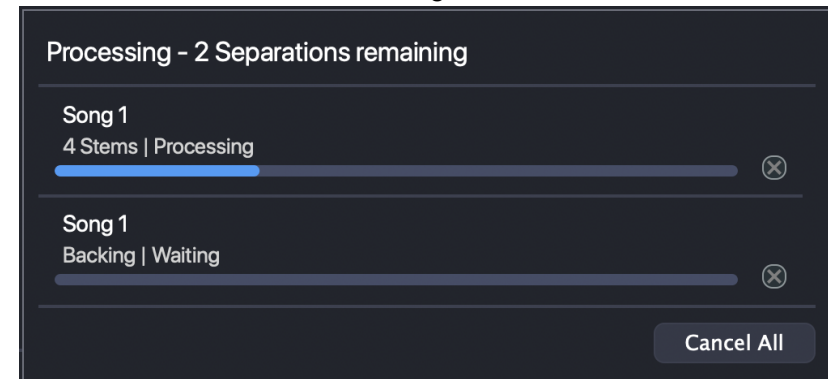 Processing - 2 Separations remaining
Song 1
4 Stems | Processing
Song 1
Backing | Waiting
Cancel All